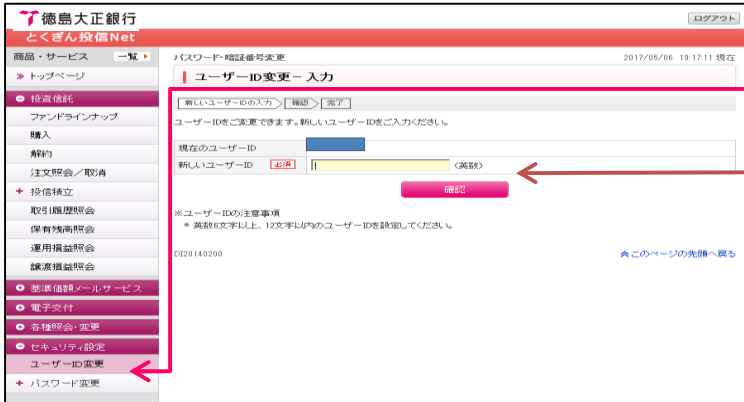 徳島大正銀行
ログアウト
とくぎん投信Net
商品・サービス 一覧
トップページ
投資信託
ファンドラインナップ
購入
解約
注文照会／取消
投信積立
取引履歴照会
保有残高照会
運用損益照会
譲渡損益照会
基準価額メールサービス
電子交付
各種照会・変更
セキュリティ設定
ユーザーID変更
パスワード変更
パスワード・暗証番号変更
2017/05/06 19:17:11 現在
ユーザーID変更 - 入力
新しいユーザーIDの入力 確認 完了
ユーザーIDをご変更できます。新しいユーザーIDをご入力ください。
現在のユーザーID
新しいユーザーID 必須 (英数)
確認
※ユーザーIDの注意事項
* 英数6文字以上、12文字以内のユーザーIDを設定してください。
DI20140200
このページの先頭へ戻る